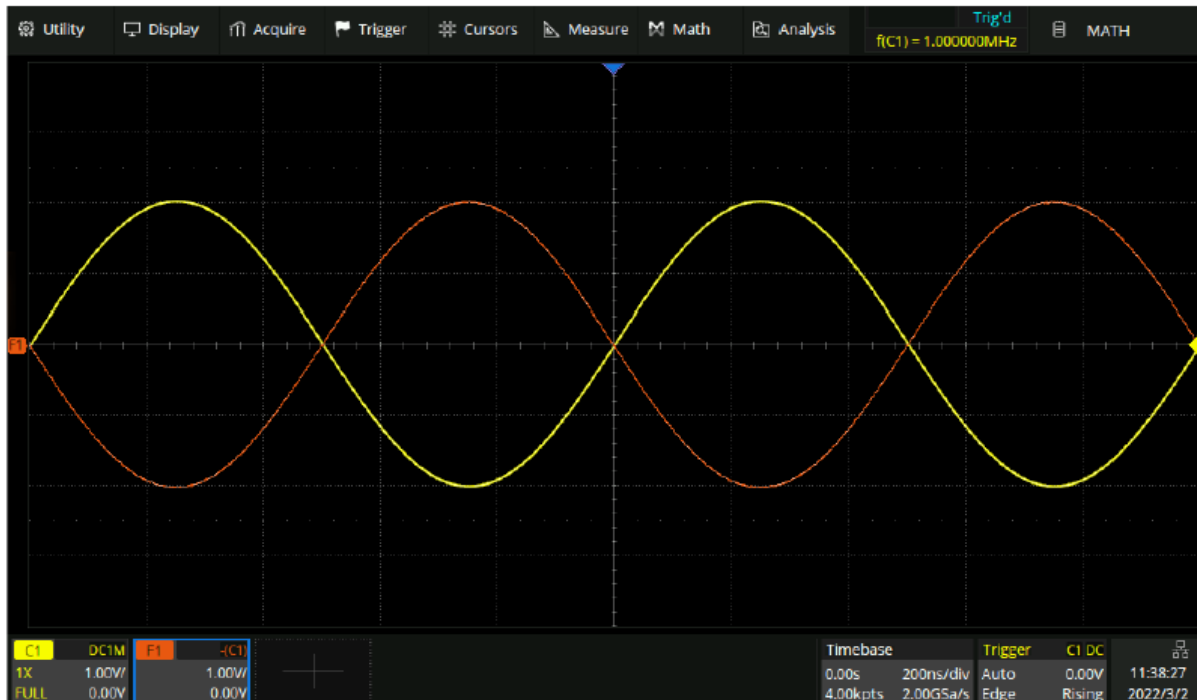 Utility Display Acquire Trigger Cursors Measure Math Analysis Trig'd MATH
f(C1) = 1.000000MHz
F1
C1 DC1M F1 -(C1) Timebase Trigger C1 DC
1X 1.00V/ 1.00V/ 0.00s 200ns/div Auto 0.00V 11:38:27
FULL 0.00V 0.00V 4.00kpts 2.00GSa/s Edge Rising 2022/3/2